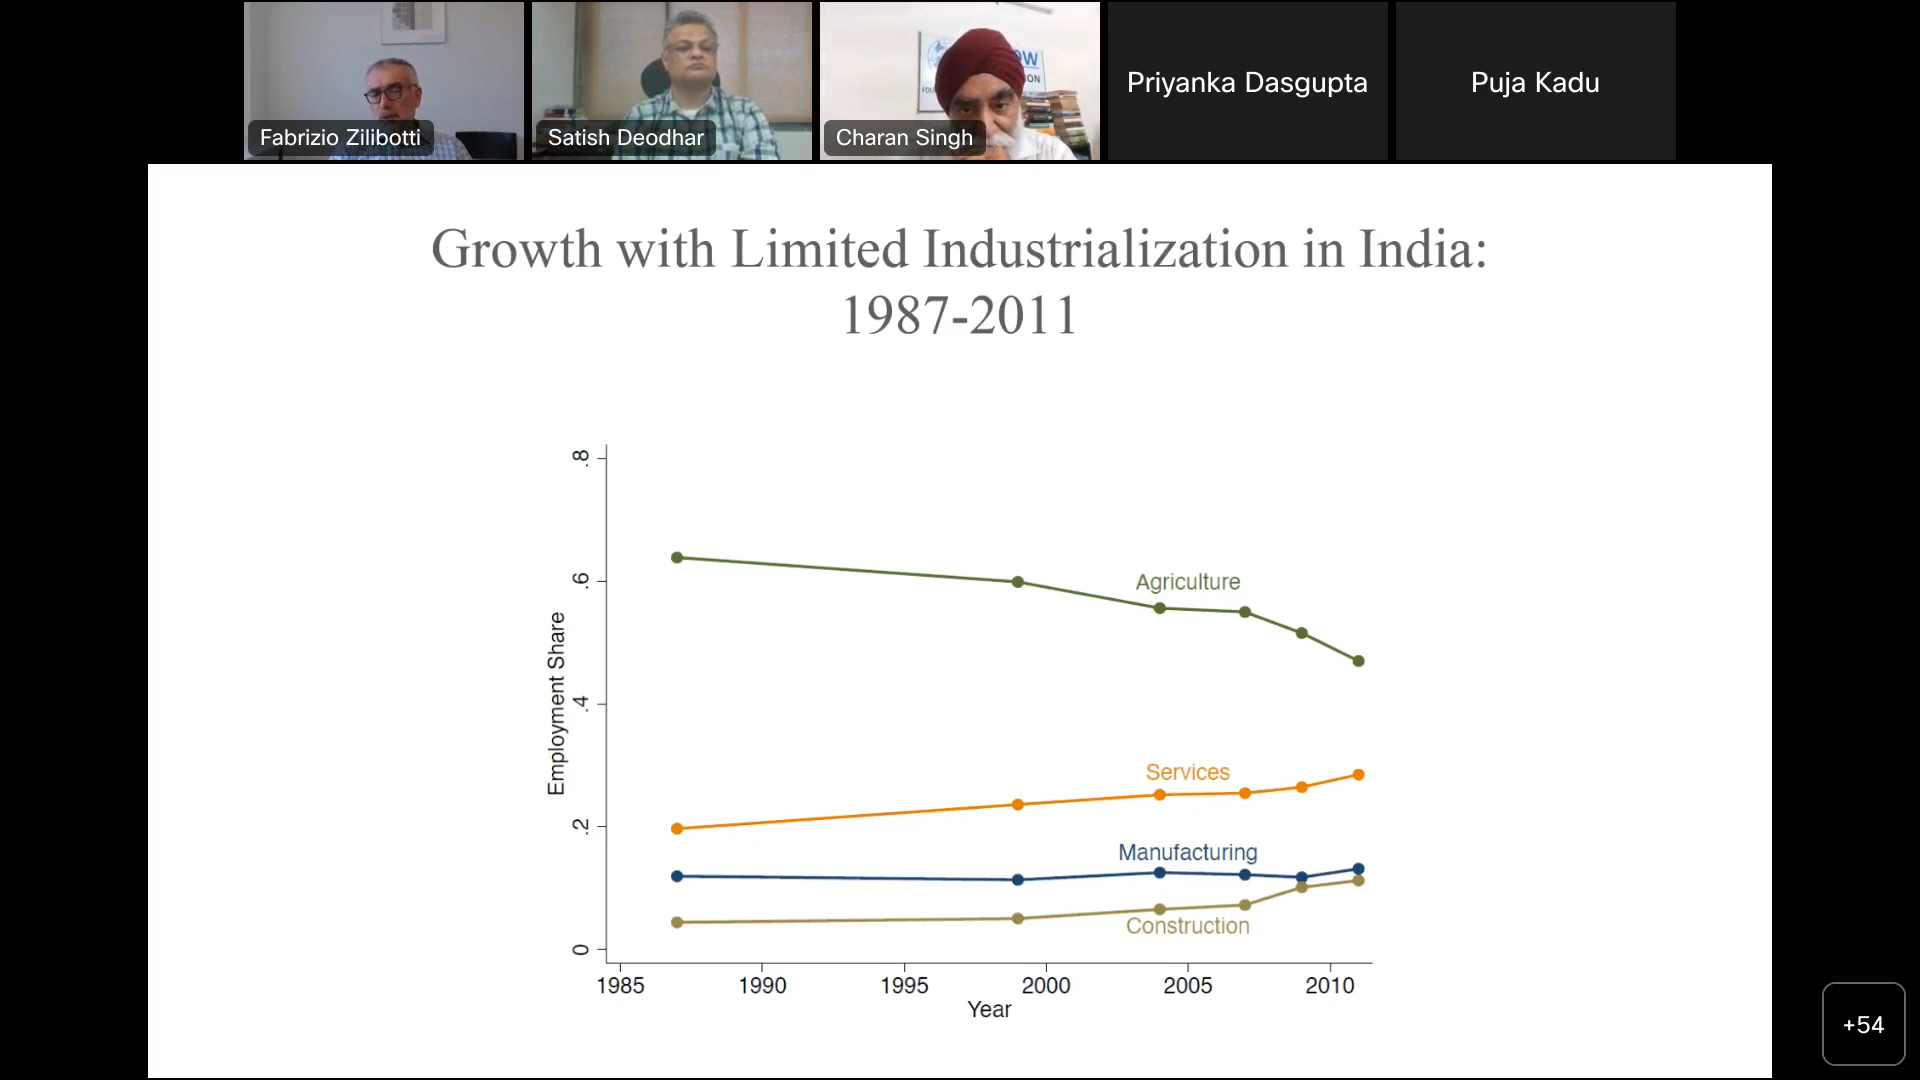 Fabrizio Zilibotti
Satish Deodhar
Charan Singh
Priyanka Dasgupta
Puja Kadu
Growth with Limited Industrialization in India:
1987-2011
Employment Share
.8
.6
.4
.2
0
Agriculture
Services
Manufacturing
Construction
1985 1990 1995 2000 2005 2010
Year
+54